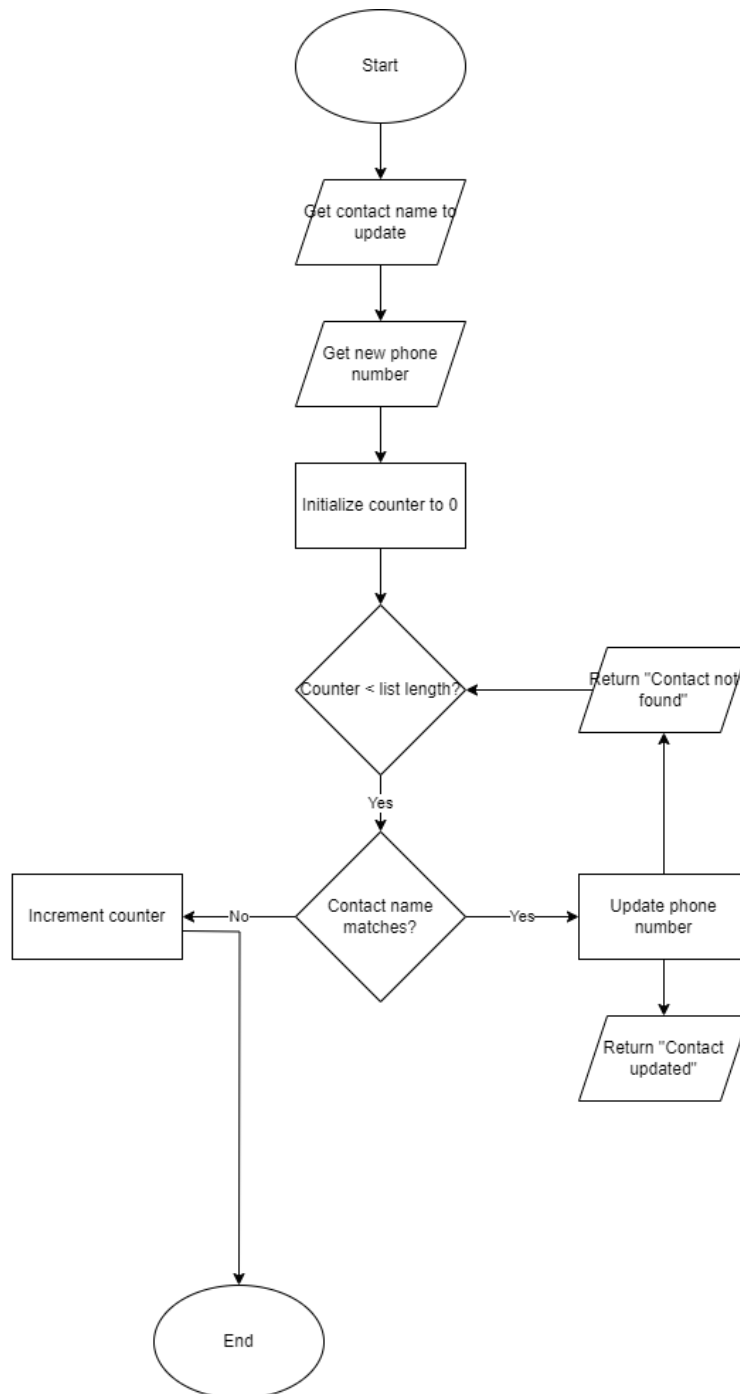 Start
Get contact name to
update
Get new phone
number
Initialize counter to 0
Counter < list length?
Return "Contact not
found"
Yes
Increment counter
No
Contact name
matches?
Yes
Update phone
number
Return "Contact
updated"
End